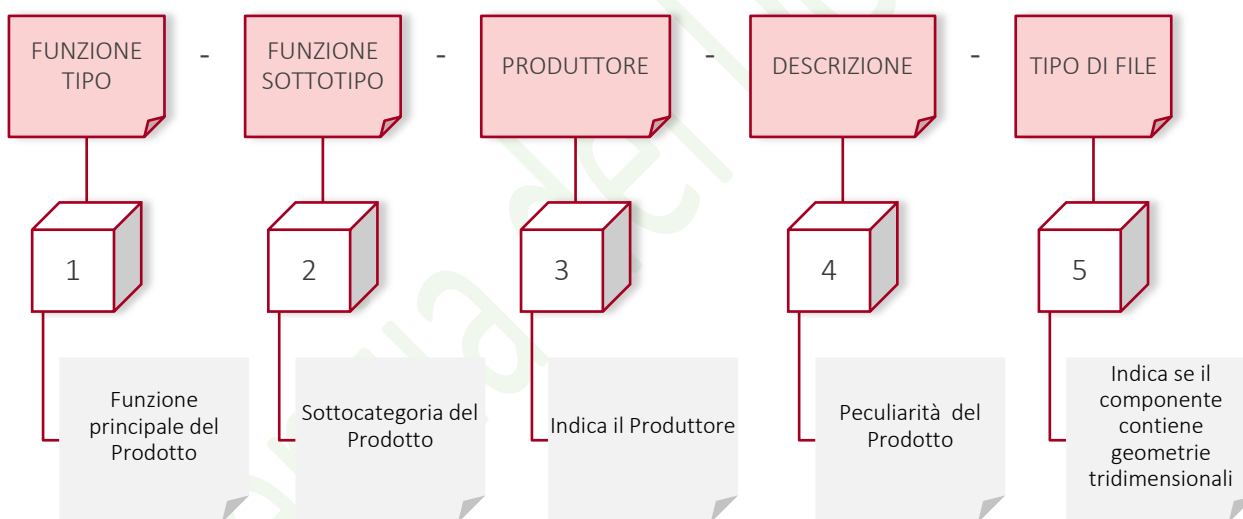 FUNZIONE
TIPO
-
FUNZIONE
SOTTOTIPO
-
PRODUTTORE
-
DESCRIZIONE
-
TIPO DI FILE
1
2
3
4
5
Funzione
principale del
Prodotto
Sottocategoria del
Prodotto
Indica il Produttore
Peculiarità del
Prodotto
Indica se il
componente
contiene
geometrie
tridimensionali